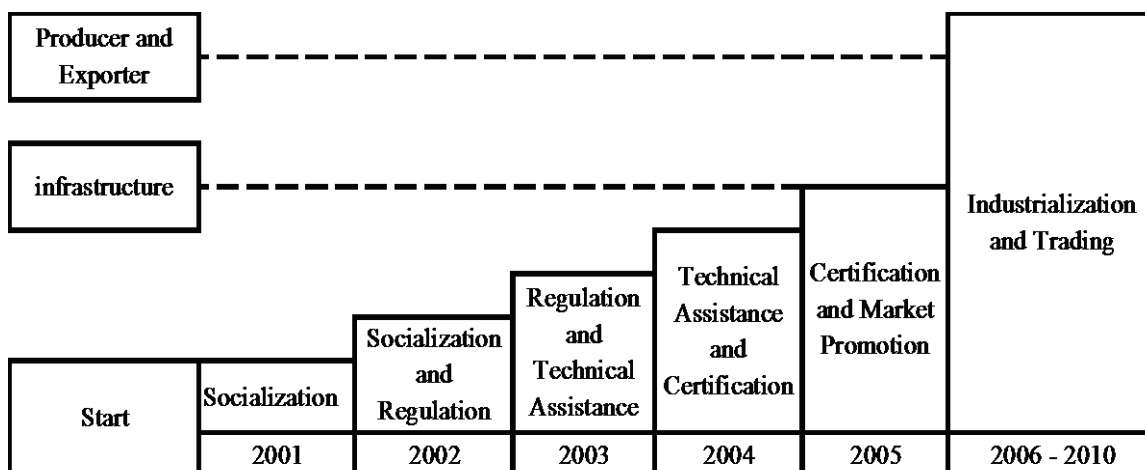 Producer and
Exporter
infrastructure
Start
Socialization
Socialization
and
Regulation
Regulation
and
Technical
Assistance
Technical
Assistance
and
Certification
Certification
and Market
Promotion
Industrialization
and Trading
2001
2002
2003
2004
2005
2006 - 2010